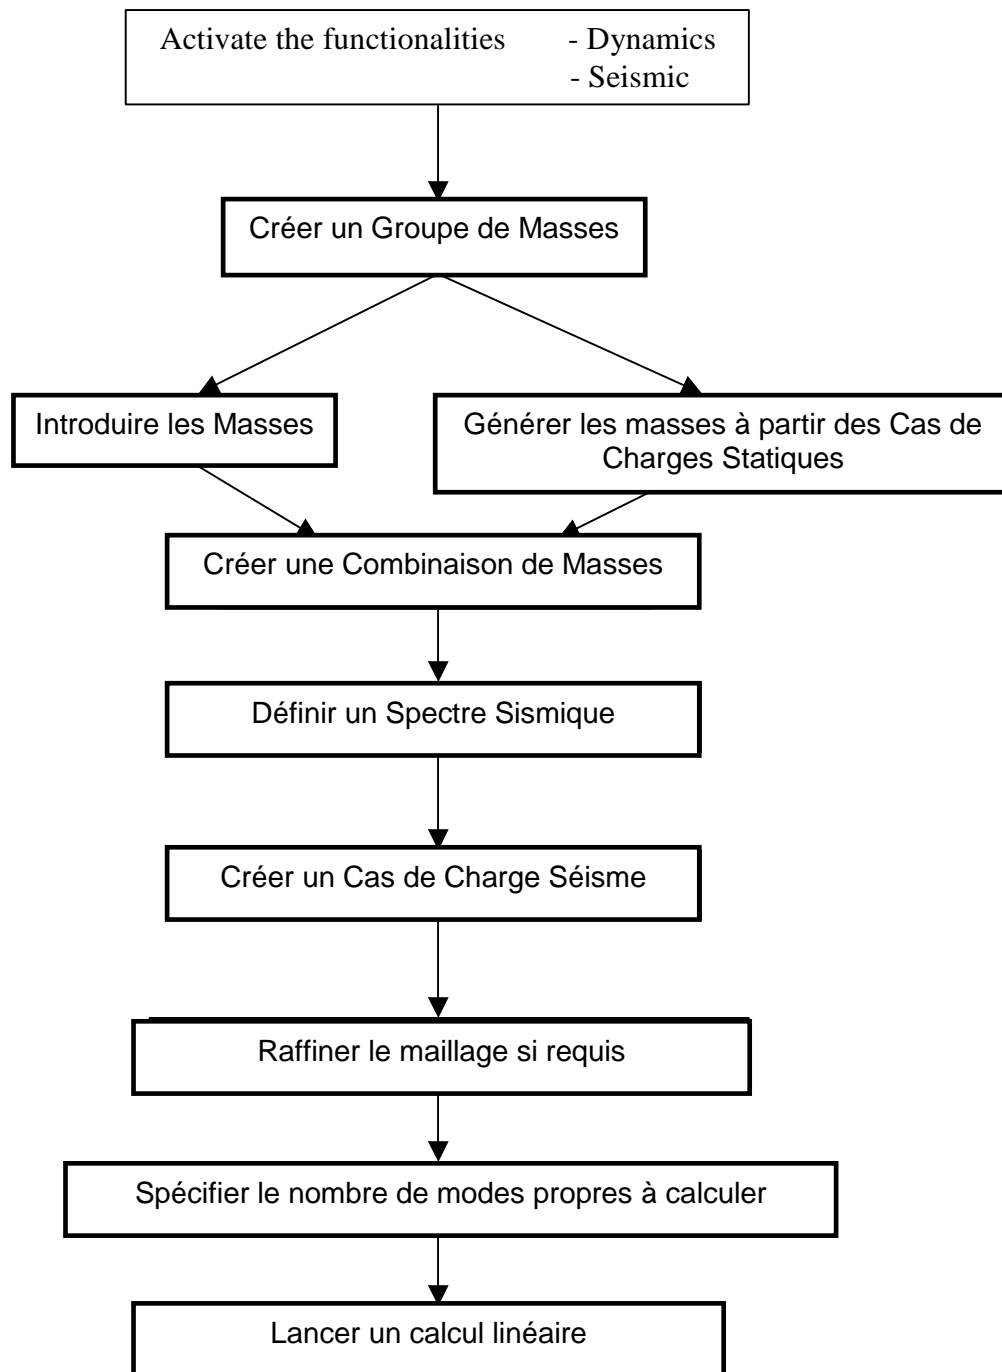 Activate the functionalities - Dynamics
- Seismic
Créer un Groupe de Masses
Introduire les Masses
Générer les masses à partir des Cas de
Charges Statiques
Créer une Combinaison de Masses
Définir un Spectre Sismique
Créer un Cas de Charge Séisme
Raffiner le maillage si requis
Spécifier le nombre de modes propres à calculer
Lancer un calcul linéaire